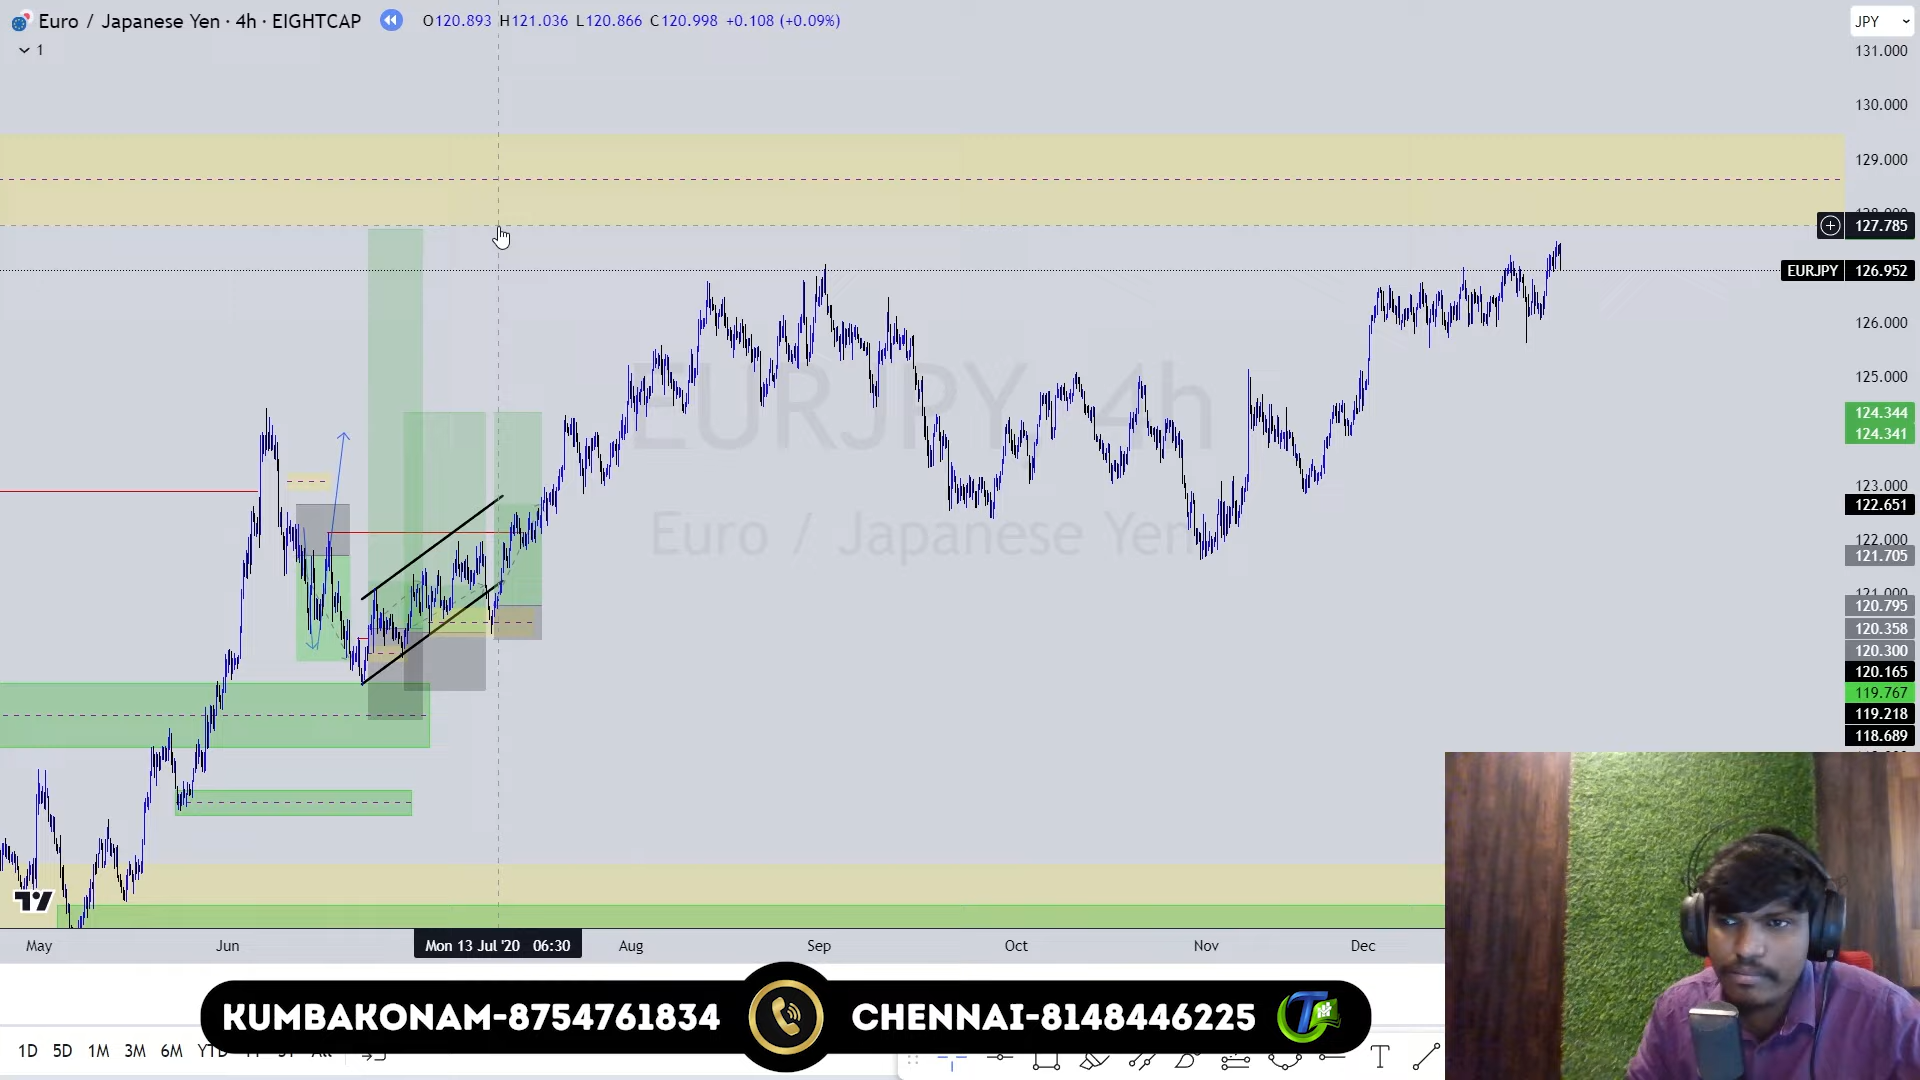 Euro / Japanese Yen · 4h · EIGHTCAP
O120.893 H121.036 L120.866 C120.998 +0.108 (+0.09%)
JPY
1
131.000
130.000
129.000
127.785
EURJPY 126.952
126.000
125.000
124.344
124.341
123.000
122.651
122.000
121.705
120.795
120.358
120.300
120.165
119.767
119.218
118.689
EURJPY, 4h
Euro / Japanese Yen
May
Jun
Mon 13 Jul '20 06:30
Aug
Sep
Oct
Nov
Dec
KUMBAKONAM-8754761834
CHENNAI-8148446225
1D 5D 1M 3M 6M YTD